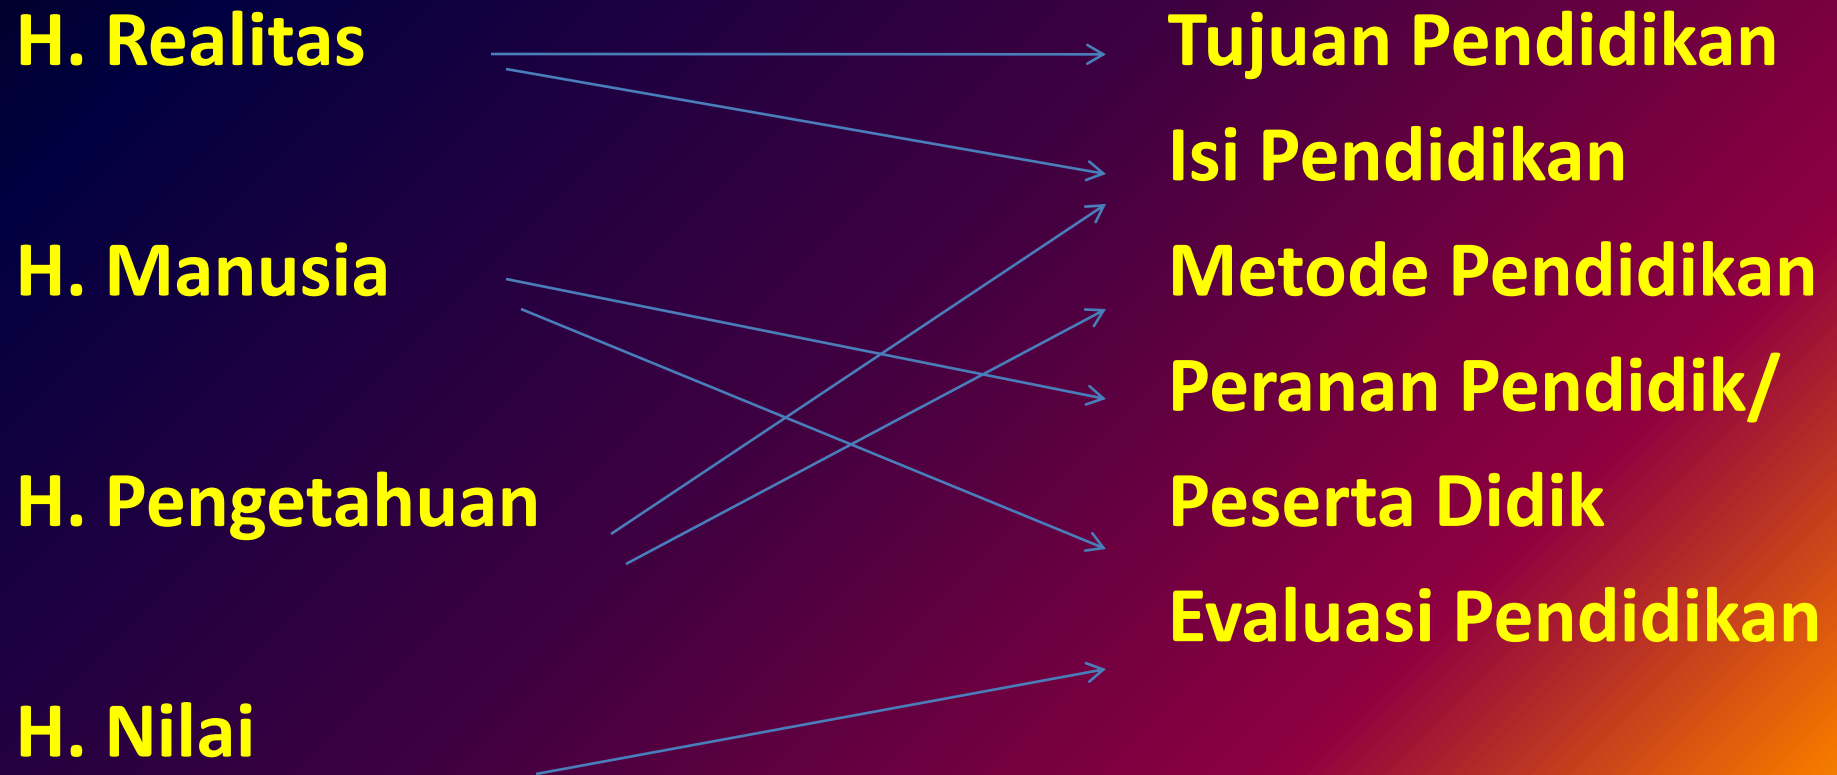 H. Realitas
Tujuan Pendidikan
Isi Pendidikan
H. Manusia
Metode Pendidikan
Peranan Pendidik/
H. Pengetahuan
Peserta Didik
Evaluasi Pendidikan
H. Nilai